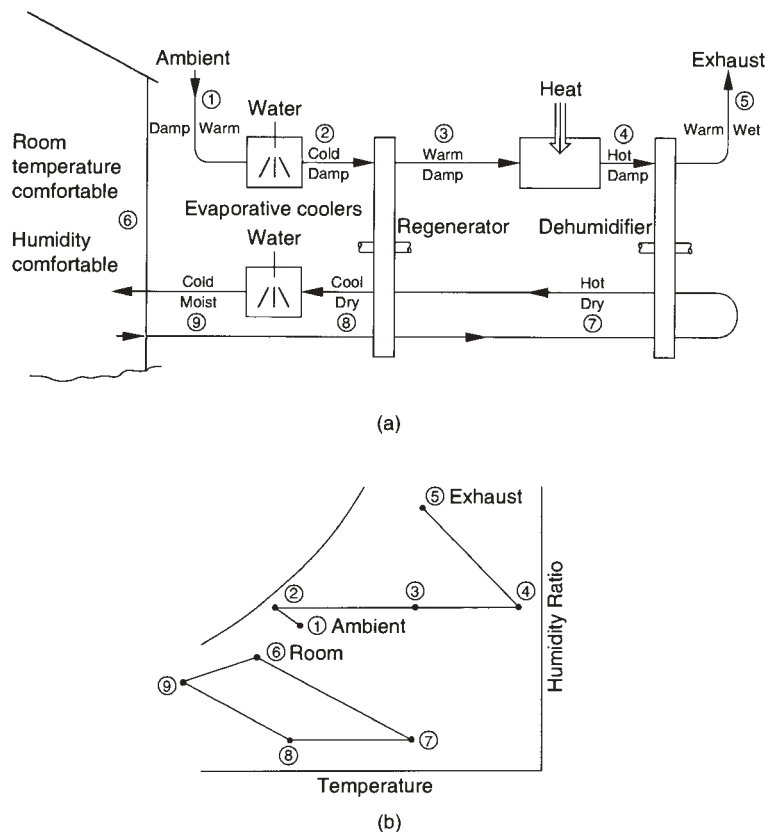 Ambient
Exhaust
①
Water
Heat
⑤
Damp Warm
②
③
④
Warm Wet
Room
temperature
comfortable
Cold
Damp
Warm
Damp
Hot
Damp
⑥
Evaporative coolers
Regenerator
Dehumidifier
Humidity
comfortable
Water
Cold
Moist
Cool
Dry
Hot
Dry
⑨
⑧
⑦
(a)
⑤ Exhaust
②
③
④
① Ambient
⑥ Room
⑨
⑧
⑦
Humidity Ratio
Temperature
(b)